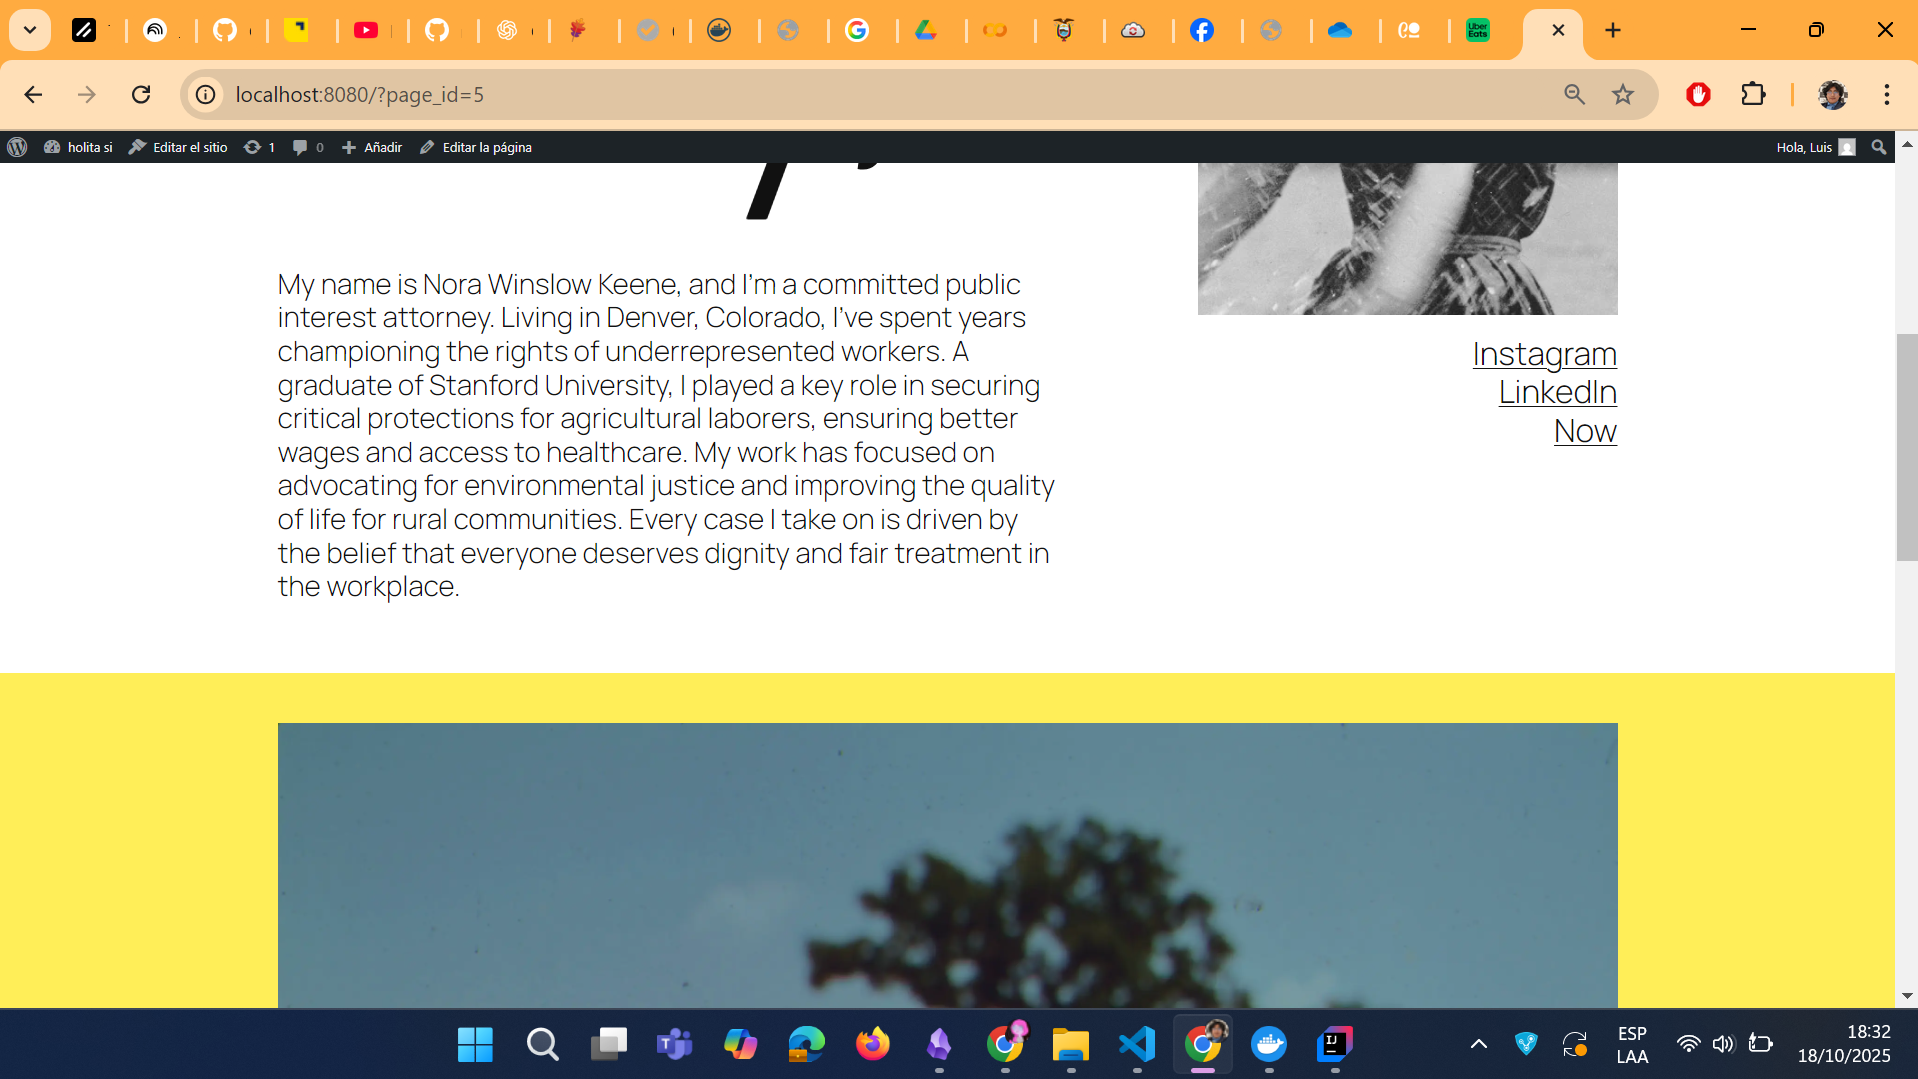 localhost:8080/?page_id=5
holita si
Editar el sitio
1
0
Añadir
Editar la página
Hola, Luis
My name is Nora Winslow Keene, and I’m a committed public
interest attorney. Living in Denver, Colorado, I’ve spent years
championing the rights of underrepresented workers. A
graduate of Stanford University, I played a key role in securing
critical protections for agricultural laborers, ensuring better
wages and access to healthcare. My work has focused on
advocating for environmental justice and improving the quality
of life for rural communities. Every case I take on is driven by
the belief that everyone deserves dignity and fair treatment in
the workplace.
Instagram
LinkedIn
Now
ESP
LAA
18:32
18/10/2025